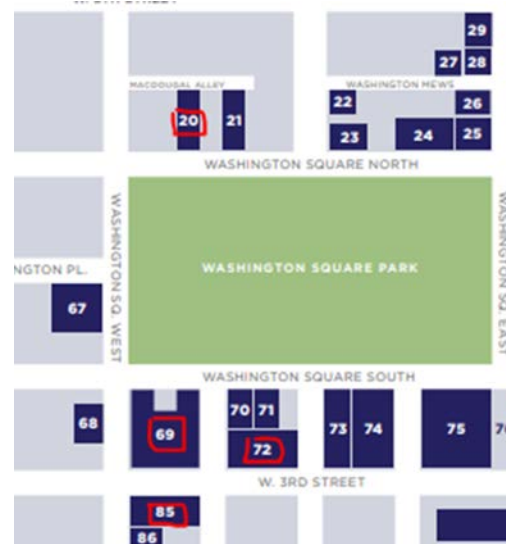 29
27 28
MACDOUGAL ALLEY
WASHINGTON MEWS
20 21
22
26
23 24 25
WASHINGTON SQUARE NORTH
WASHINGTON SQ. WEST
WASHINGTON SQUARE PARK
WASHINGTON SQ. EAST
NGTON PL.
67
WASHINGTON SQUARE SOUTH
68
69
70 71
72
73 74
75
W. 3RD STREET
85
86